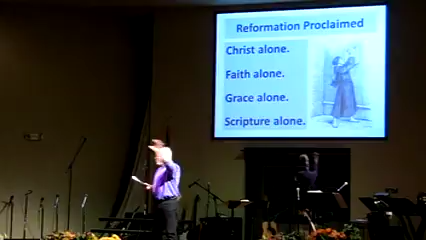 Reformation Proclaimed
Christ alone.
Faith alone.
Grace alone.
Scripture alone.